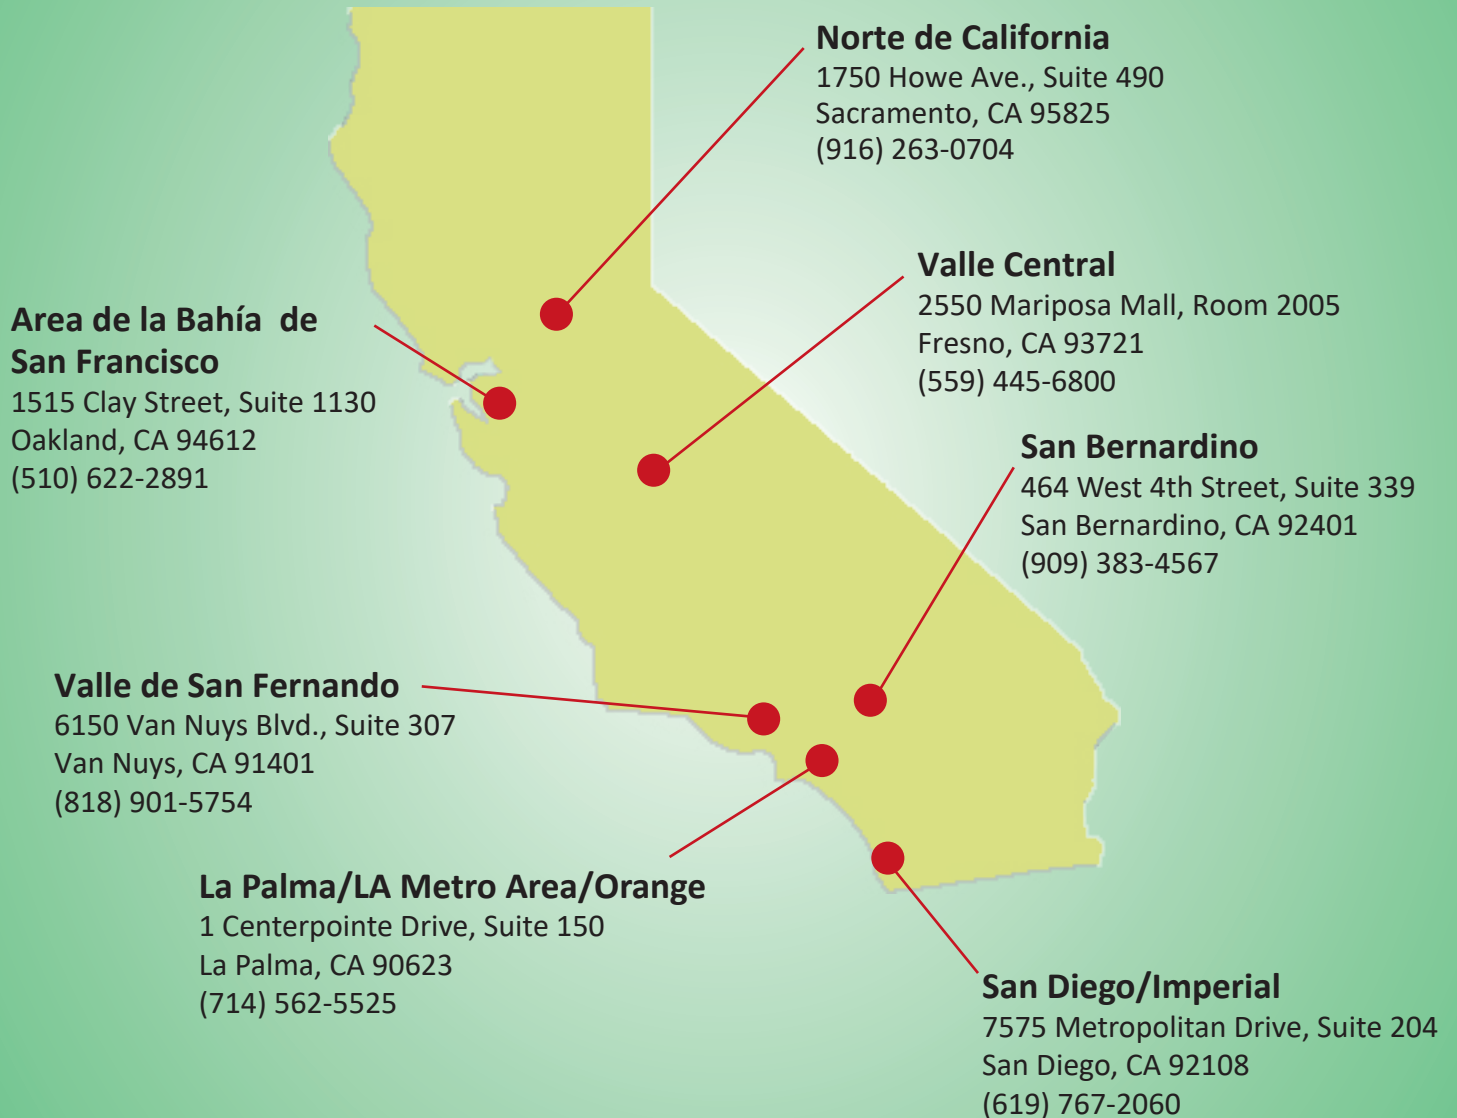 Norte de California
1750 Howe Ave., Suite 490
Sacramento, CA 95825
(916) 263-0704
Valle Central
2550 Mariposa Mall, Room 2005
Fresno, CA 93721
(559) 445-6800
Area de la Bahía  de
San Francisco
1515 Clay Street, Suite 1130
Oakland, CA 94612
(510) 622-2891
San Bernardino
464 West 4th Street, Suite 339
San Bernardino, CA 92401
(909) 383-4567
Valle de San Fernando
6150 Van Nuys Blvd., Suite 307
Van Nuys, CA 91401
(818) 901-5754
La Palma/LA Metro Area/Orange
1 Centerpointe Drive, Suite 150
La Palma, CA 90623
(714) 562-5525
San Diego/Imperial
7575 Metropolitan Drive, Suite 204
San Diego, CA 92108
(619) 767-2060